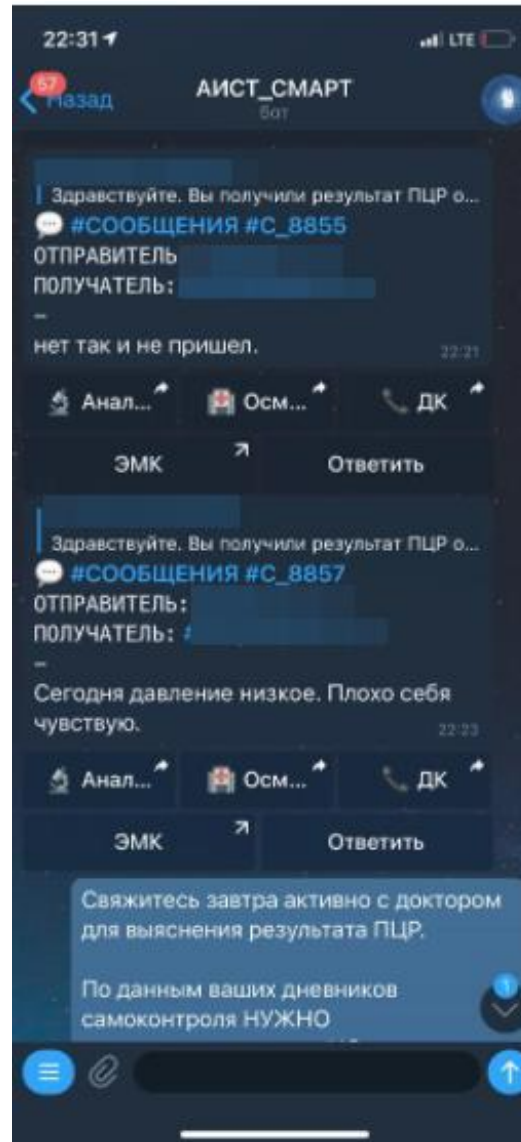 22:31
LTE
57
Назад
АИСТ_СМАРТ
бот
Здравствуйте. Вы получили результат ПЦР о...
#СООБЩЕНИЯ #C_8855
ОТПРАВИТЕЛЬ
ПОЛУЧАТЕЛЬ:
–
нет так и не пришел.
22:21
Анал... Осм... ДК
ЭМК Ответить
Здравствуйте. Вы получили результат ПЦР о...
#СООБЩЕНИЯ #C_8857
ОТПРАВИТЕЛЬ:
ПОЛУЧАТЕЛЬ: #
–
Сегодня давление низкое. Плохо себя
чувствую.
22:23
Анал... Осм... ДК
ЭМК Ответить
Свяжитесь завтра активно с доктором
для выяснения результата ПЦР.
По данным ваших дневников
самоконтроля НУЖНО
1